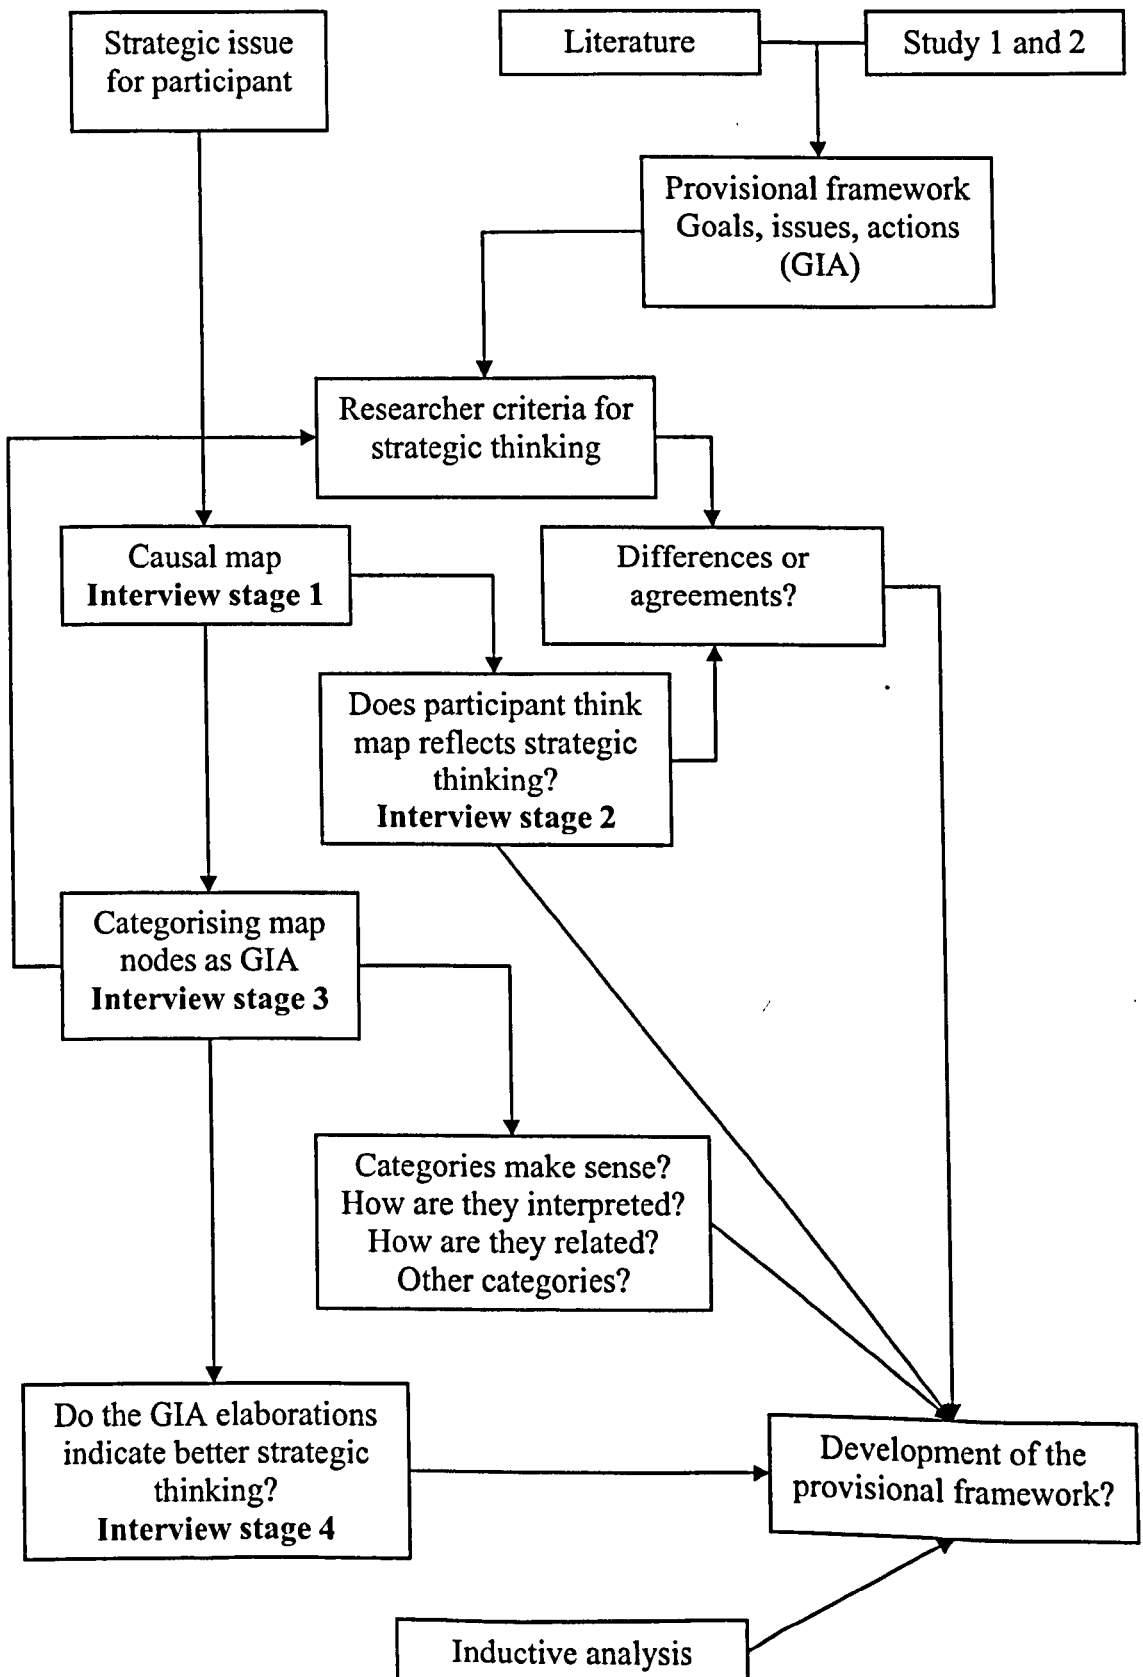 Strategic issue
for participant
Literature
Study 1 and 2
Provisional framework
Goals, issues, actions
(GIA)
Researcher criteria for
strategic thinking
Causal map
Interview stage 1
Differences or
agreements?
Does participant think
map reflects strategic
thinking?
Interview stage 2
Categorising map
nodes as GIA
Interview stage 3
Categories make sense?
How are they interpreted?
How are they related?
Other categories?
Do the GIA elaborations
indicate better strategic
thinking?
Interview stage 4
Development of the
provisional framework?
Inductive analysis